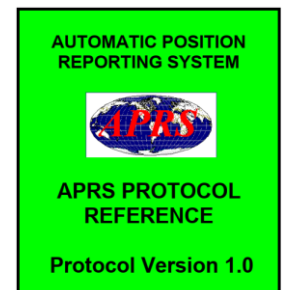 AUTOMATIC POSITION
REPORTING SYSTEM
APRS
APRS PROTOCOL
REFERENCE
Protocol Version 1.0